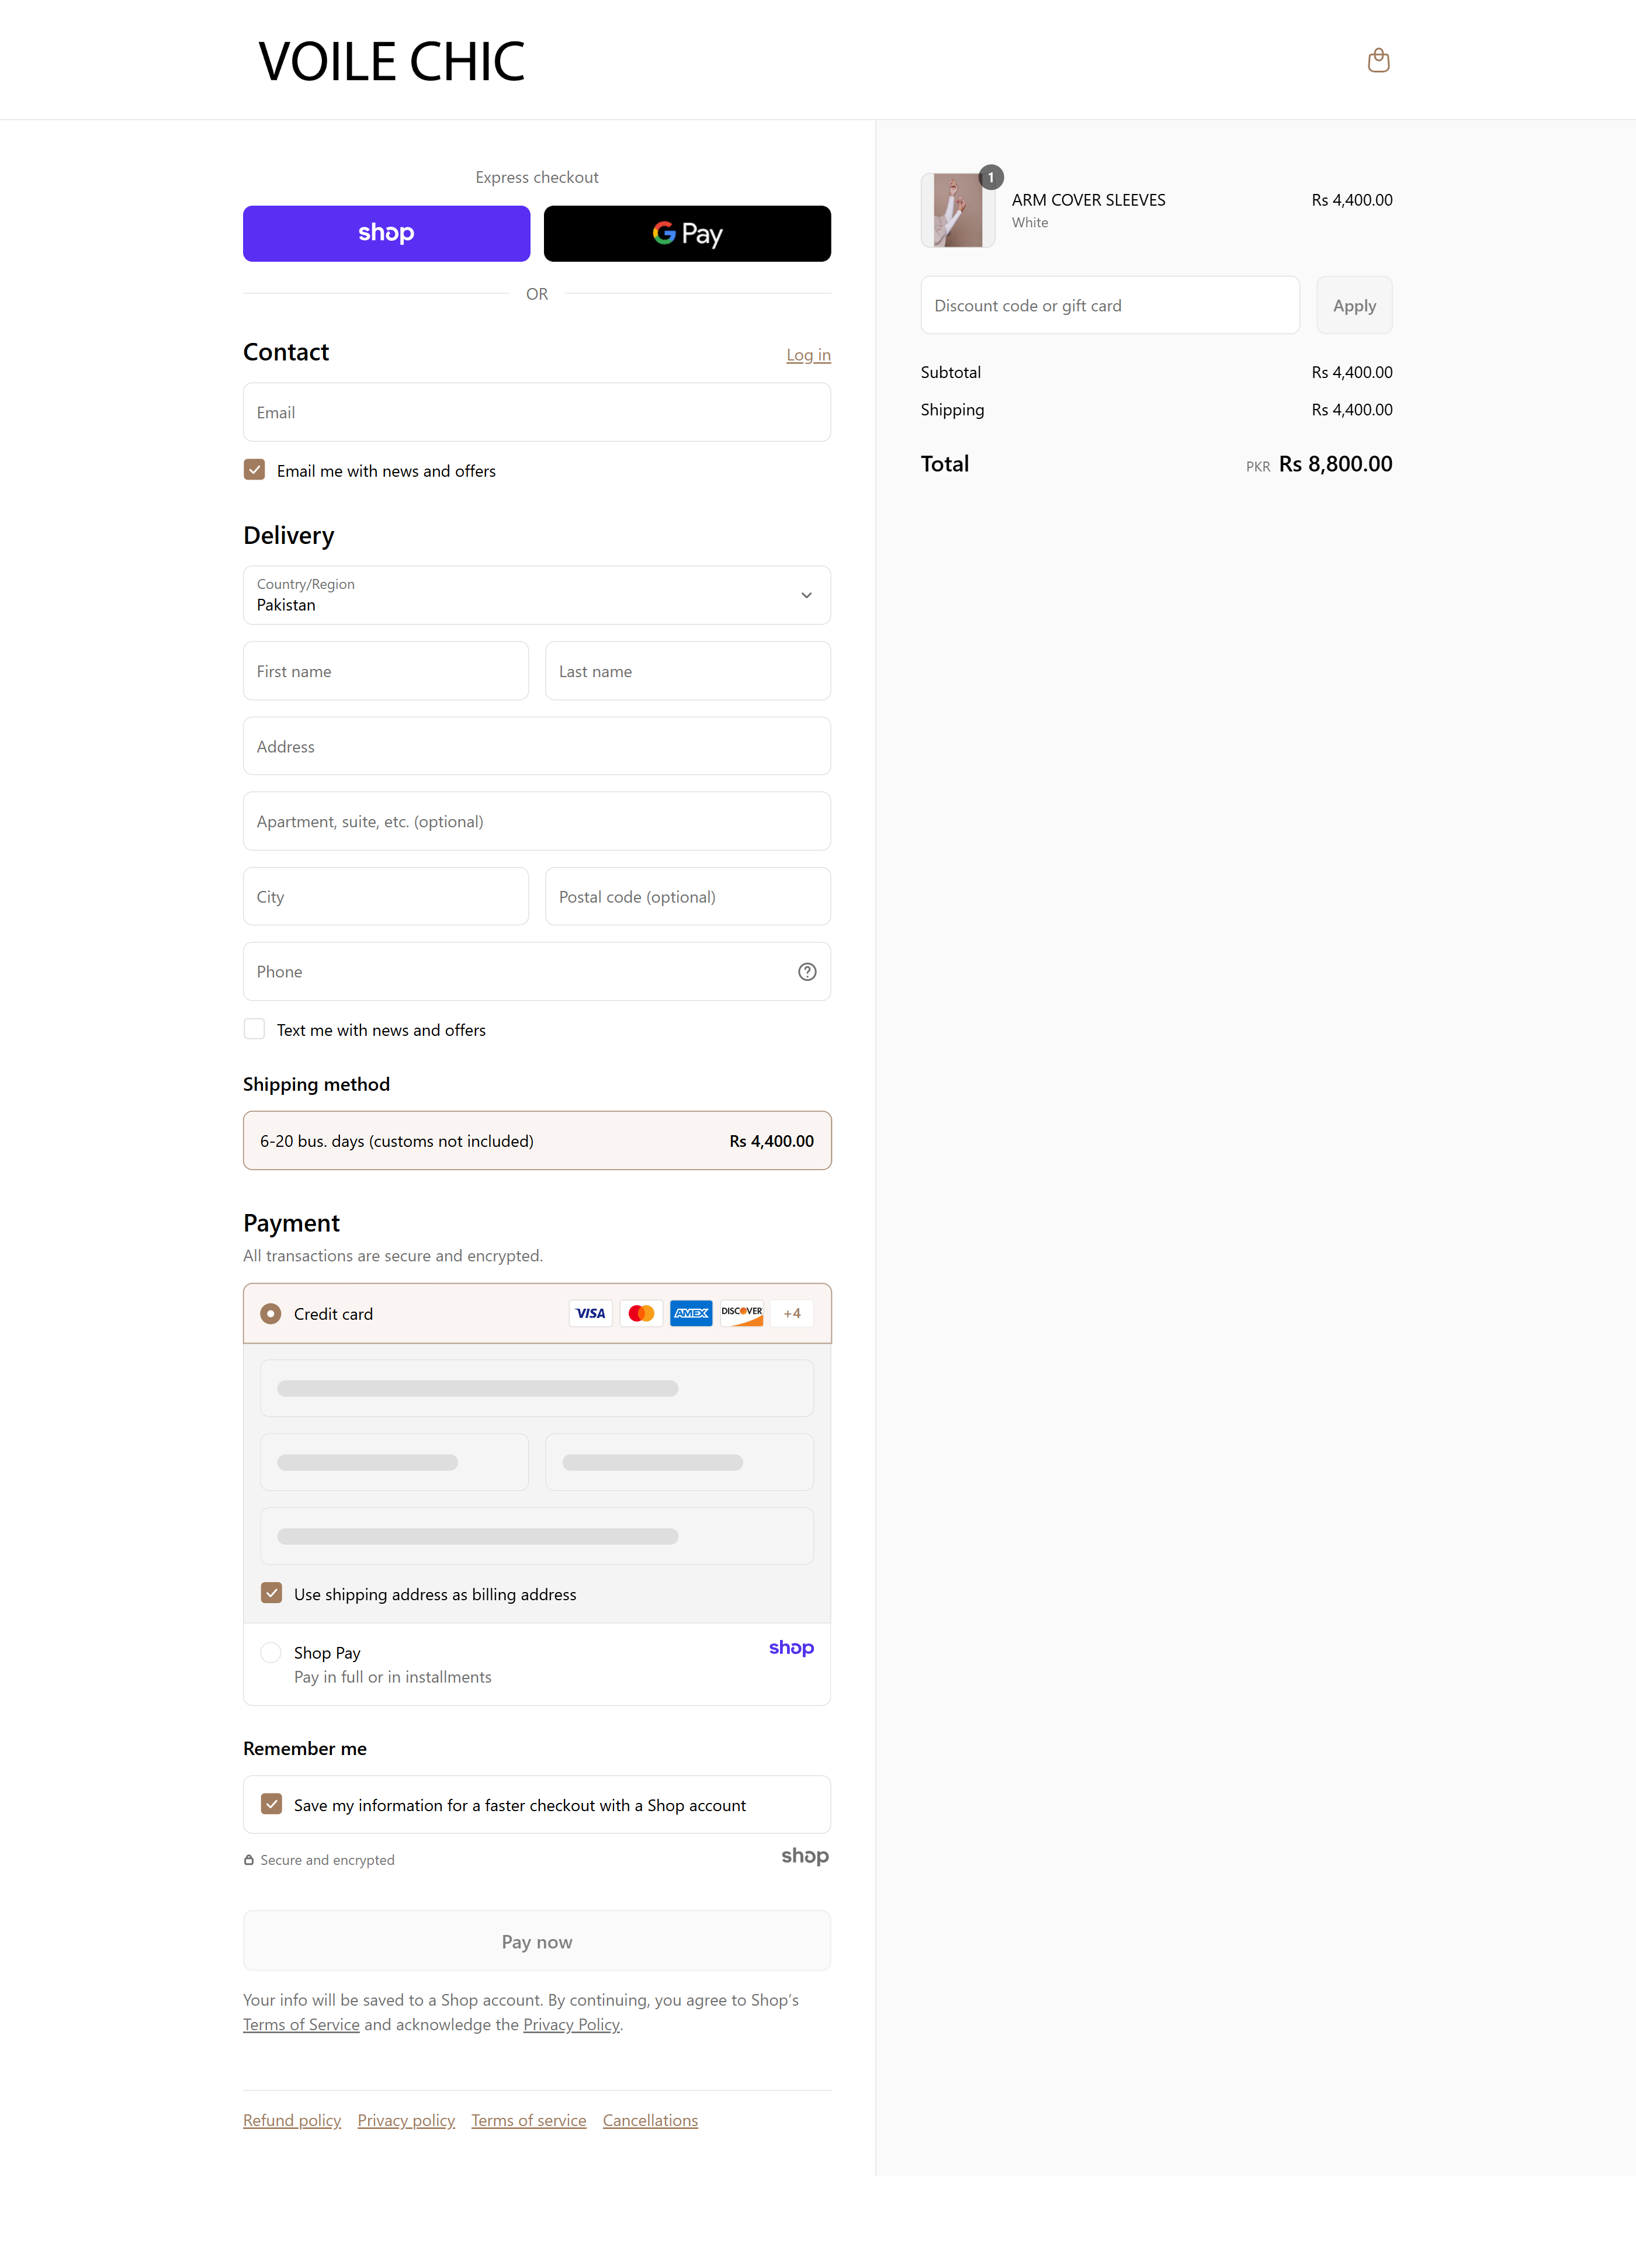 VOILE CHIC
Express checkout
shop
G Pay
OR
Contact
Log in
Email
Email me with news and offers
Delivery
Country/Region
Pakistan
First name
Last name
Address
Apartment, suite, etc. (optional)
City
Postal code (optional)
Phone
Text me with news and offers
Shipping method
6-20 bus. days (customs not included)
Rs 4,400.00
Payment
All transactions are secure and encrypted.
Credit card
VISA
AMEX
DISCOVER
+4
Use shipping address as billing address
Shop Pay
shop
Pay in full or in installments
Remember me
Save my information for a faster checkout with a Shop account
Secure and encrypted
shop
Pay now
Your info will be saved to a Shop account. By continuing, you agree to Shop’s
Terms of Service and acknowledge the Privacy Policy.
Refund policy
Privacy policy
Terms of service
Cancellations
1
ARM COVER SLEEVES
Rs 4,400.00
White
Discount code or gift card
Apply
Subtotal
Rs 4,400.00
Shipping
Rs 4,400.00
Total
PKR Rs 8,800.00